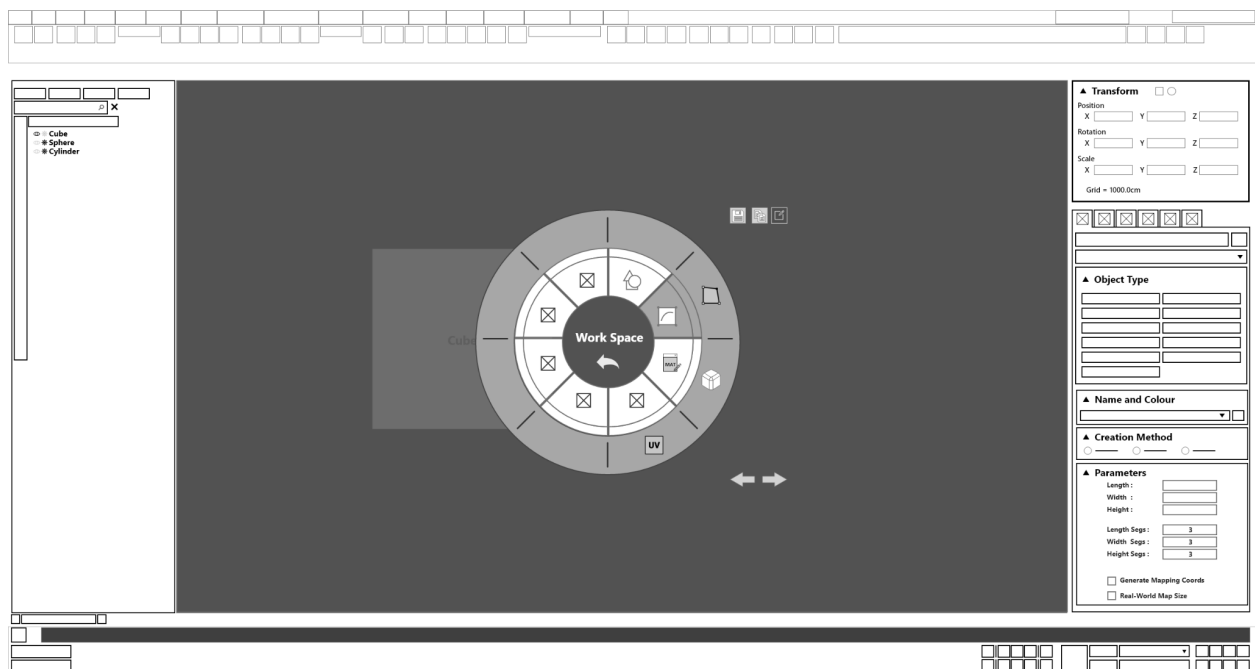 Cube
Sphere
Cylinder
Cube
Work Space
MAT
UV
Transform
Position
X Y Z
Rotation
X Y Z
Scale
X Y Z
Grid = 1000.0cm
Object Type
Name and Colour
Creation Method
Parameters
Length :
Width :
Height :
Length Segs : 3
Width Segs : 3
Height Segs : 3
Generate Mapping Coords
Real-World Map Size